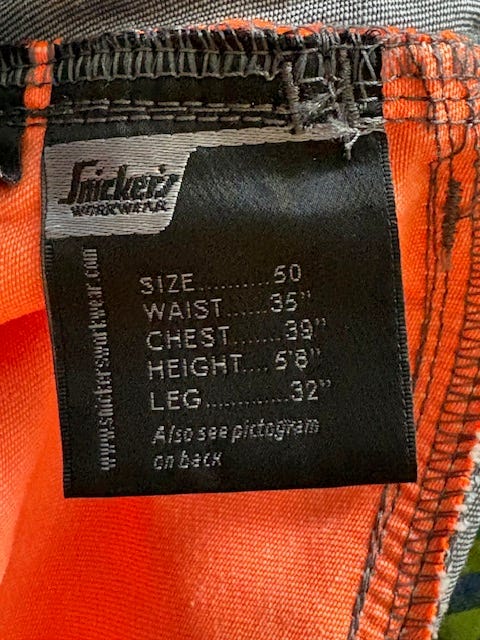 Snickers
WORKWEAR
www.snickersworkwear.com
SIZE..........50
WAIST.......35"
CHEST.......39"
HEIGHT....5'8"
LEG............32"
Also see pictogram
on back